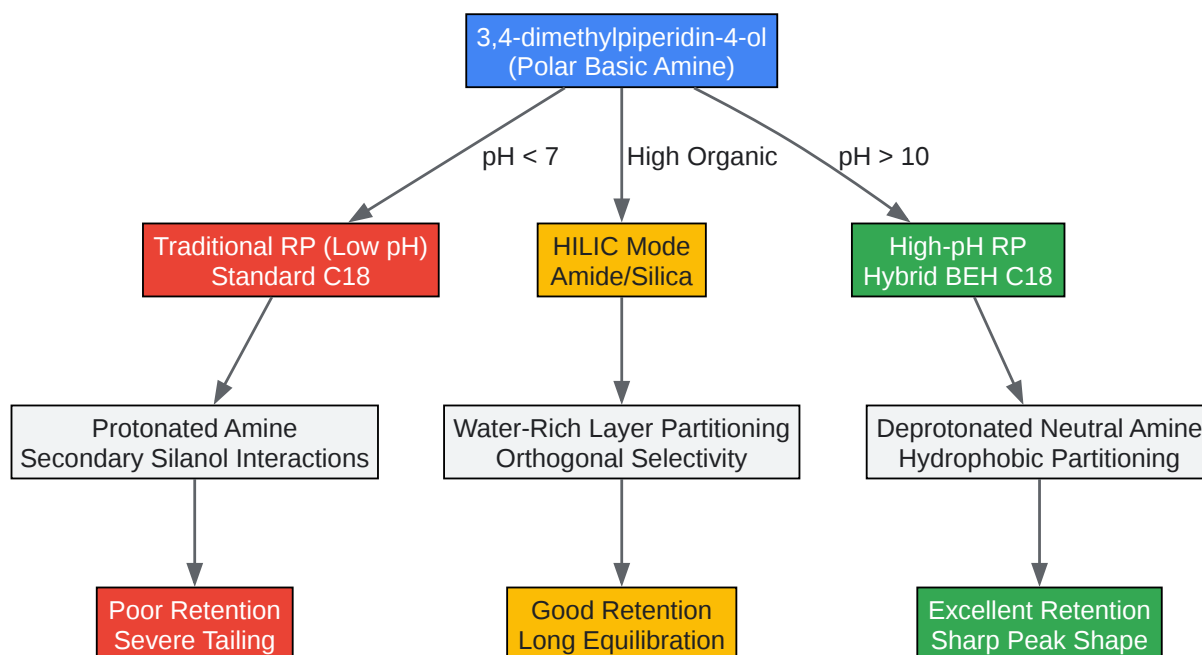 3,4-dimethylpiperidin-4-ol
(Polar Basic Amine)
pH < 7
High Organic
pH > 10
Traditional RP (Low pH)
Standard C18
HILIC Mode
Amide/Silica
High-pH RP
Hybrid BEH C18
Protonated Amine
Secondary Silanol Interactions
Water-Rich Layer Partitioning
Orthogonal Selectivity
Deprotonated Neutral Amine
Hydrophobic Partitioning
Poor Retention
Severe Tailing
Good Retention
Long Equilibration
Excellent Retention
Sharp Peak Shape